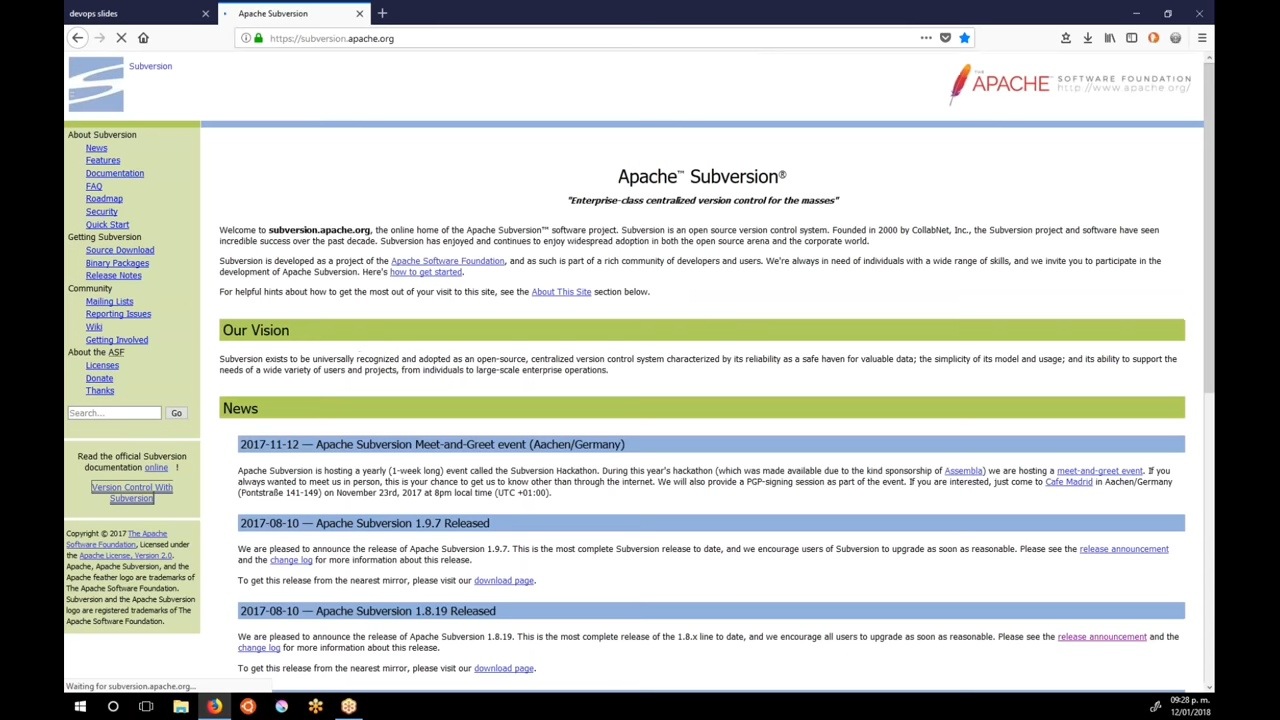 devops slides
Apache Subversion
https://subversion.apache.org
Subversion
THE APACHE SOFTWARE FOUNDATION
http://www.apache.org/
About Subversion
News
Features
Documentation
FAQ
Roadmap
Security
Quick Start
Getting Subversion
Source Download
Binary Packages
Release Notes
Community
Mailing Lists
Reporting Issues
Wiki
Getting Involved
About the ASF
Licenses
Donate
Thanks
Search...
Go
Read the official Subversion
documentation online !
Version Control With
Subversion
Copyright © 2017 The Apache
Software Foundation, Licensed under
the Apache License, Version 2.0.
Apache, Apache Subversion, and the
Apache feather logo are trademarks of
The Apache Software Foundation.
Subversion and the Apache Subversion
logo are registered trademarks of The
Apache Software Foundation.
Apache™ Subversion®
"Enterprise-class centralized version control for the masses"
Welcome to subversion.apache.org, the online home of the Apache Subversion™ software project. Subversion is an open source version control system. Founded in 2000 by CollabNet, Inc., the Subversion project and software have seen
incredible success over the past decade. Subversion has enjoyed and continues to enjoy widespread adoption in both the open source arena and the corporate world.
Subversion is developed as a project of the Apache Software Foundation, and as such is part of a rich community of developers and users. We're always in need of individuals with a wide range of skills, and we invite you to participate in the
development of Apache Subversion. Here's how to get started.
For helpful hints about how to get the most out of your visit to this site, see the About This Site section below.
Our Vision
Subversion exists to be universally recognized and adopted as an open-source, centralized version control system characterized by its reliability as a safe haven for valuable data; the simplicity of its model and usage; and its ability to support the
needs of a wide variety of users and projects, from individuals to large-scale enterprise operations.
News
2017-11-12 — Apache Subversion Meet-and-Greet event (Aachen/Germany)
Apache Subversion is hosting a yearly (1-week long) event called the Subversion Hackathon. During this year's hackathon (which was made available due to the kind sponsorship of Assembla) we are hosting a meet-and-greet event. If you
always wanted to meet us in person, this is your chance to get us to know other than through the internet. We will also provide a PGP-signing session as part of the event. If you are interested, just come to Cafe Madrid in Aachen/Germany
(Pontstraße 141-149) on November 23rd, 2017 at 8pm local time (UTC +01:00).
2017-08-10 — Apache Subversion 1.9.7 Released
We are pleased to announce the release of Apache Subversion 1.9.7. This is the most complete Subversion release to date, and we encourage users of Subversion to upgrade as soon as reasonable. Please see the release announcement
and the change log for more information about this release.
To get this release from the nearest mirror, please visit our download page.
2017-08-10 — Apache Subversion 1.8.19 Released
We are pleased to announce the release of Apache Subversion 1.8.19. This is the most complete release of the 1.8.x line to date, and we encourage all users to upgrade as soon as reasonable. Please see the release announcement and the
change log for more information about this release.
To get this release from the nearest mirror, please visit our download page.
Waiting for subversion.apache.org...
09:28 p. m.
12/01/2018